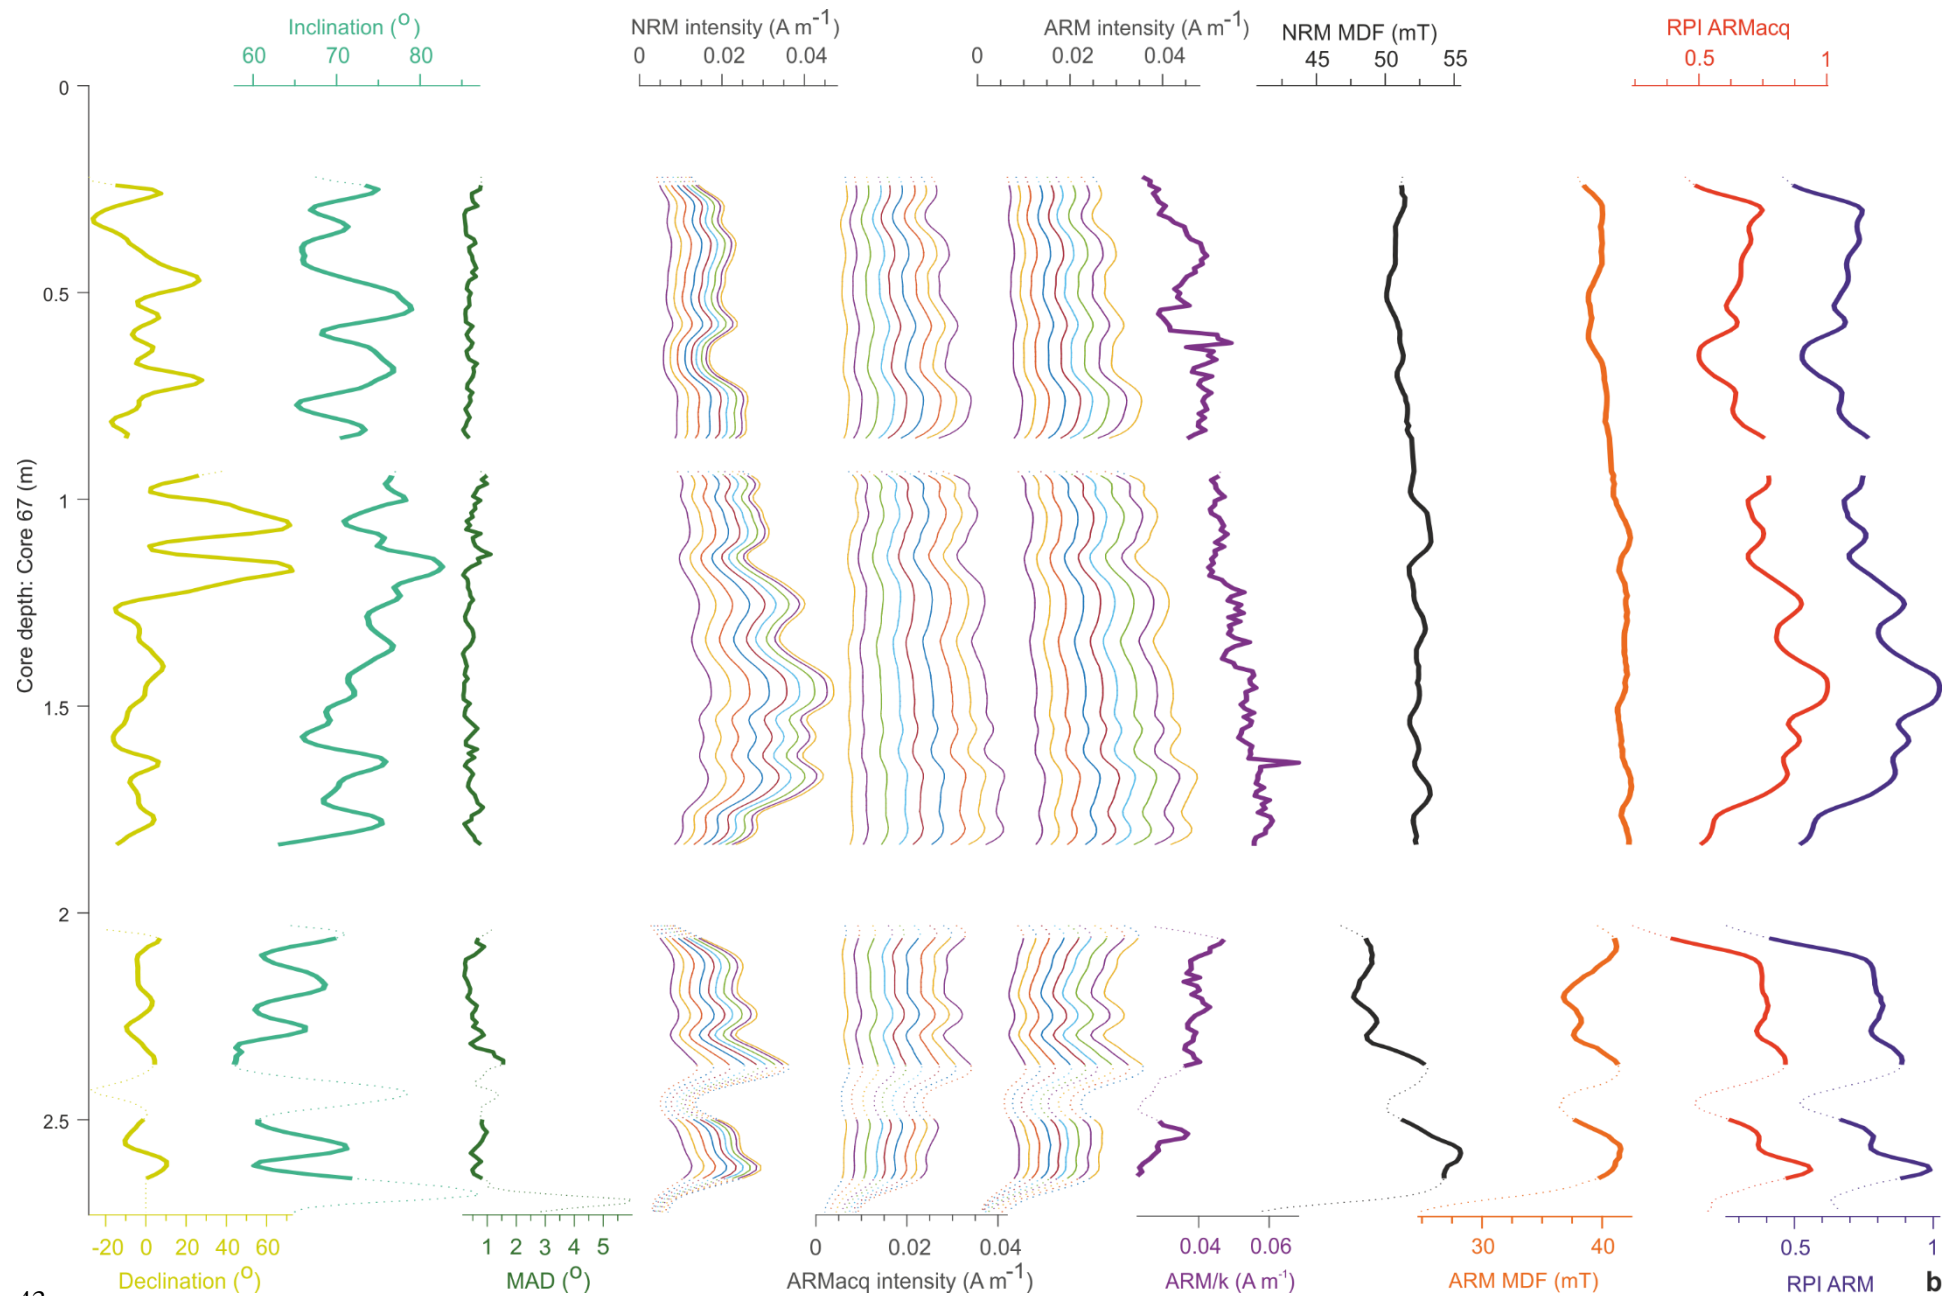 Inclination (o)
60 70 80
NRM intensity (A m-1)
0 0.02 0.04
ARM intensity (A m-1)
0 0.02 0.04
NRM MDF (mT)
45 50 55
RPI ARMacq
0.5 1
Core depth: Core 67 (m)
0
0.5
1
1.5
2
2.5
-20 0 20 40 60
Declination (o)
1 2 3 4 5
MAD (o)
0 0.02 0.04
ARMacq intensity (A m-1)
0.04 0.06
ARM/k (A m-1)
30 40
ARM MDF (mT)
0.5 1
RPI ARM
b